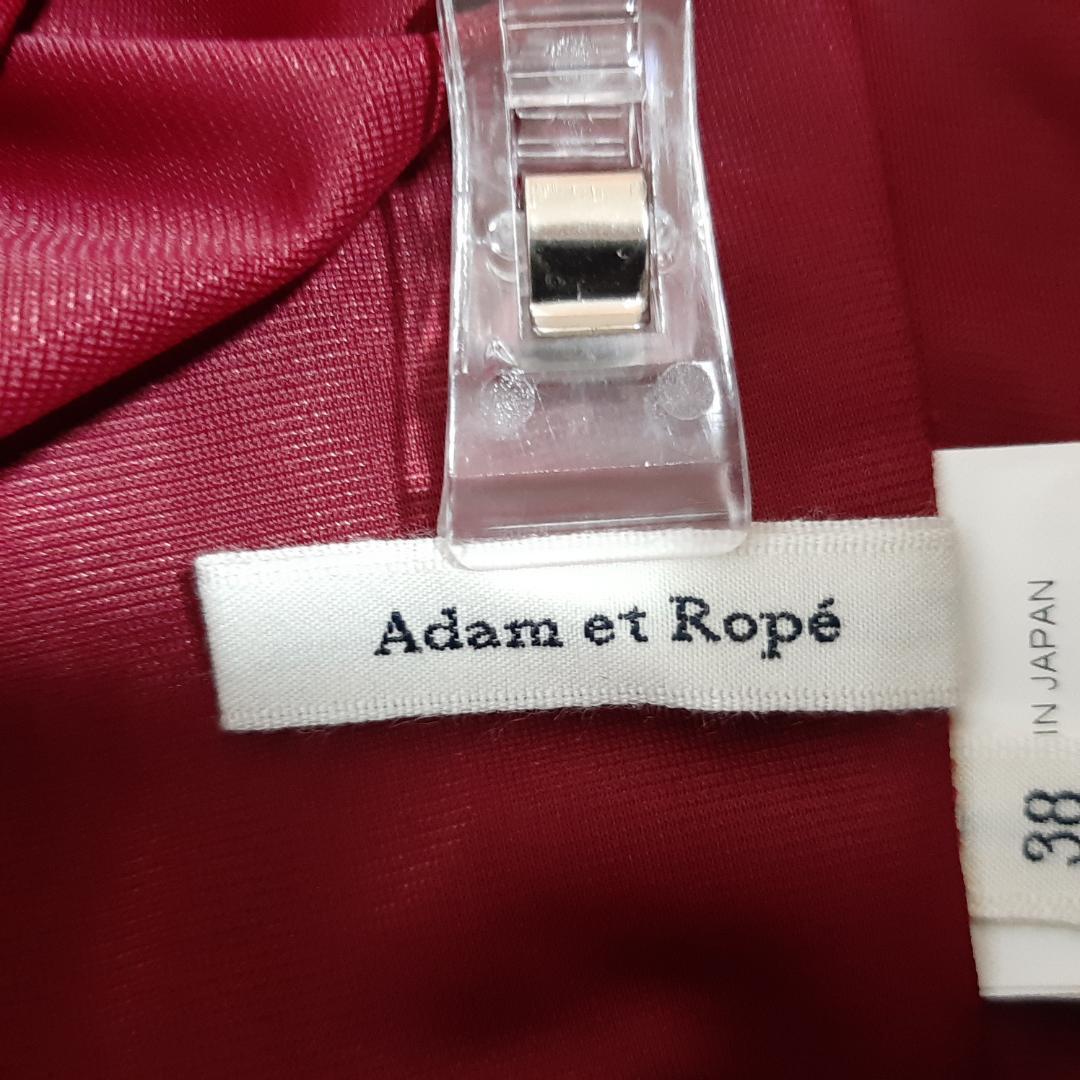 Adam et Ropé
IN JAPAN
38